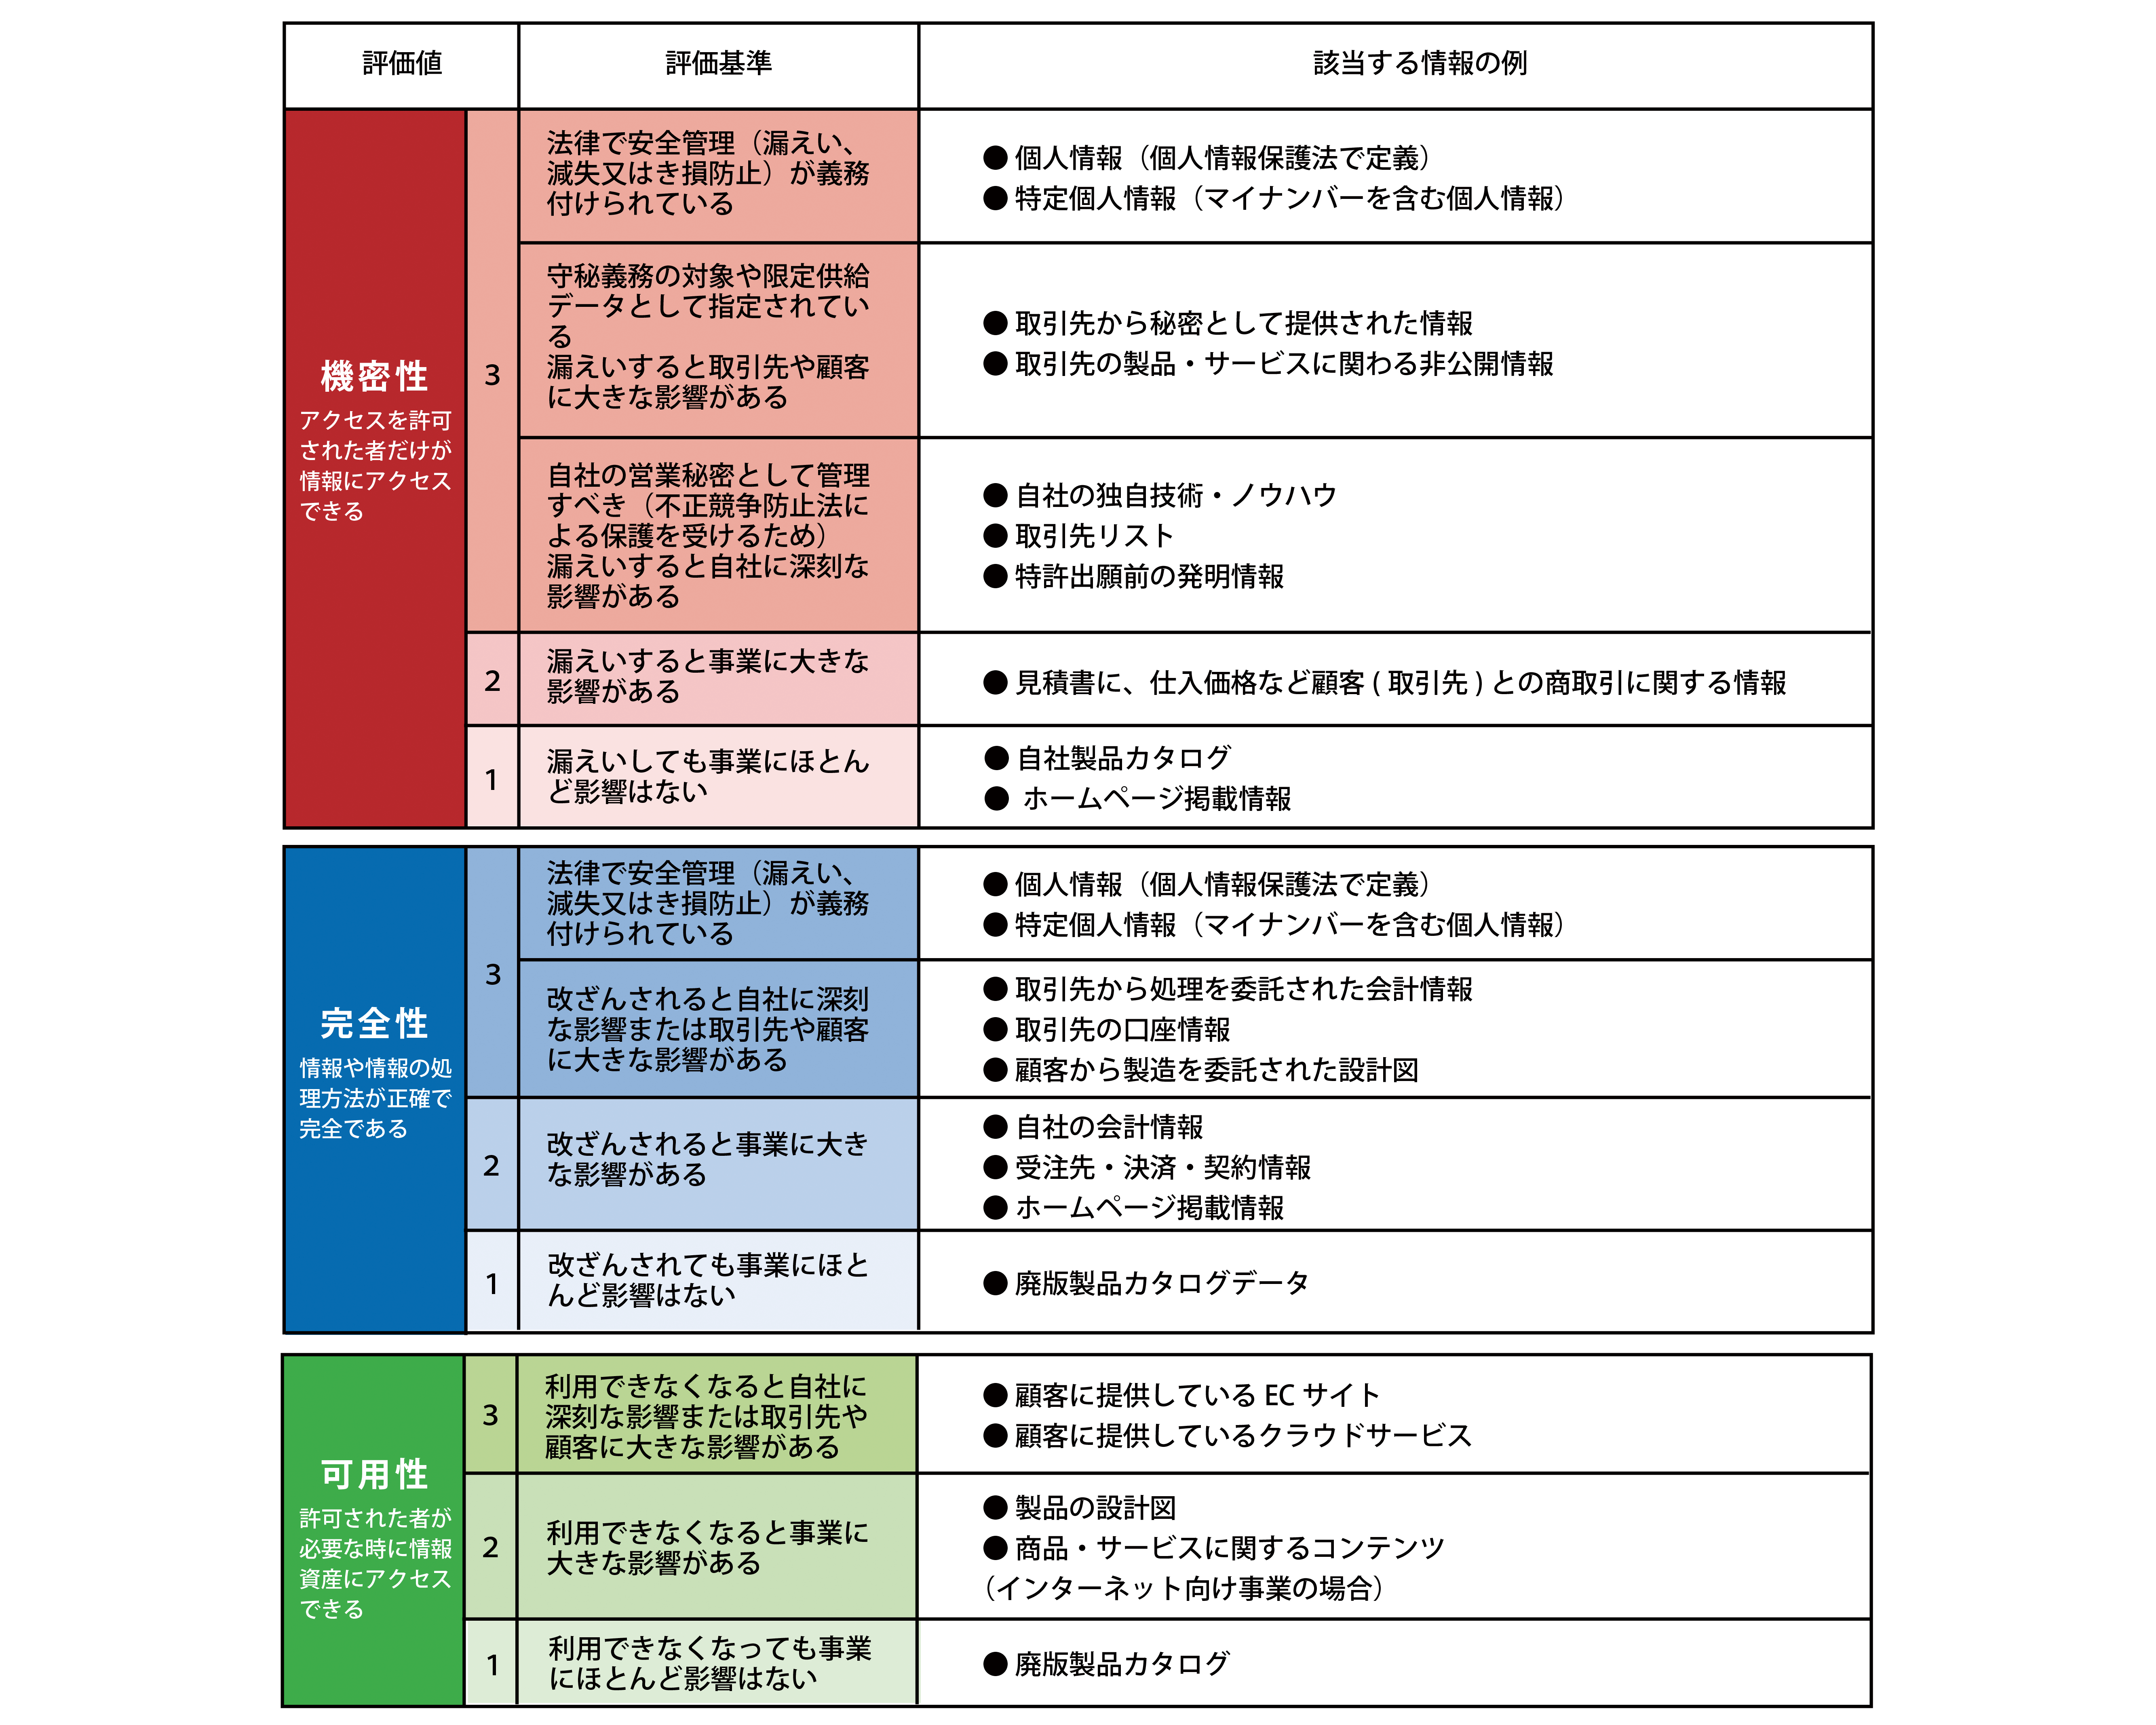 評価値
評価基準
該当する情報の例
機密性
アクセスを許可
された者だけが
情報にアクセス
できる
3
法律で安全管理（漏えい、
減失又はき損防止）が義務
付けられている
● 個人情報（個人情報保護法で定義）
● 特定個人情報（マイナンバーを含む個人情報）
守秘義務の対象や限定供給
データとして指定されてい
る
漏えいすると取引先や顧客
に大きな影響がある
● 取引先から秘密として提供された情報
● 取引先の製品・サービスに関わる非公開情報
自社の営業秘密として管理
すべき（不正競争防止法に
よる保護を受けるため）
漏えいすると自社に深刻な
影響がある
● 自社の独自技術・ノウハウ
● 取引先リスト
● 特許出願前の発明情報
2
漏えいすると事業に大きな
影響がある
● 見積書に、仕入価格など顧客 ( 取引先 ) との商取引に関する情報
1
漏えいしても事業にほとん
ど影響はない
● 自社製品カタログ
● ホームページ掲載情報
完全性
情報や情報の処
理方法が正確で
完全である
3
法律で安全管理（漏えい、
減失又はき損防止）が義務
付けられている
● 個人情報（個人情報保護法で定義）
● 特定個人情報（マイナンバーを含む個人情報）
改ざんされると自社に深刻
な影響または取引先や顧客
に大きな影響がある
● 取引先から処理を委託された会計情報
● 取引先の口座情報
● 顧客から製造を委託された設計図
2
改ざんされると事業に大き
な影響がある
● 自社の会計情報
● 受注先・決済・契約情報
● ホームページ掲載情報
1
改ざんされても事業にほと
んど影響はない
● 廃版製品カタログデータ
可用性
許可された者が
必要な時に情報
資産にアクセス
できる
3
利用できなくなると自社に
深刻な影響または取引先や
顧客に大きな影響がある
● 顧客に提供している EC サイト
● 顧客に提供しているクラウドサービス
2
利用できなくなると事業に
大きな影響がある
● 製品の設計図
● 商品・サービスに関するコンテンツ
（インターネット向け事業の場合）
1
利用できなくなっても事業
にほとんど影響はない
● 廃版製品カタログ